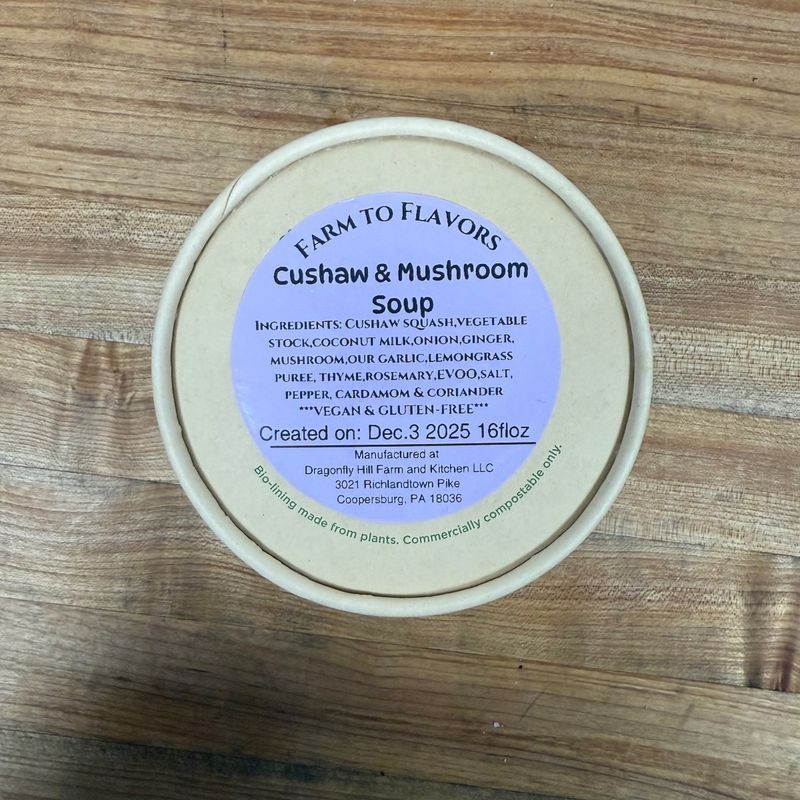 Farm to Flavors
Cushaw & Mushroom
Soup
Ingredients: Cushaw squash,vegetable
stock,coconut milk,onion,ginger,
mushroom,our garlic,lemongrass
puree, thyme,rosemary,EVOO,salt,
pepper, cardamom & coriander
***Vegan & Gluten-Free***
Created on: Dec.3 2025 16floz
Manufactured at
Dragonfly Hill Farm and Kitchen LLC
3021 Richlandtown Pike
Coopersburg, PA 18036
Bio-lining made from plants. Commercially compostable only.